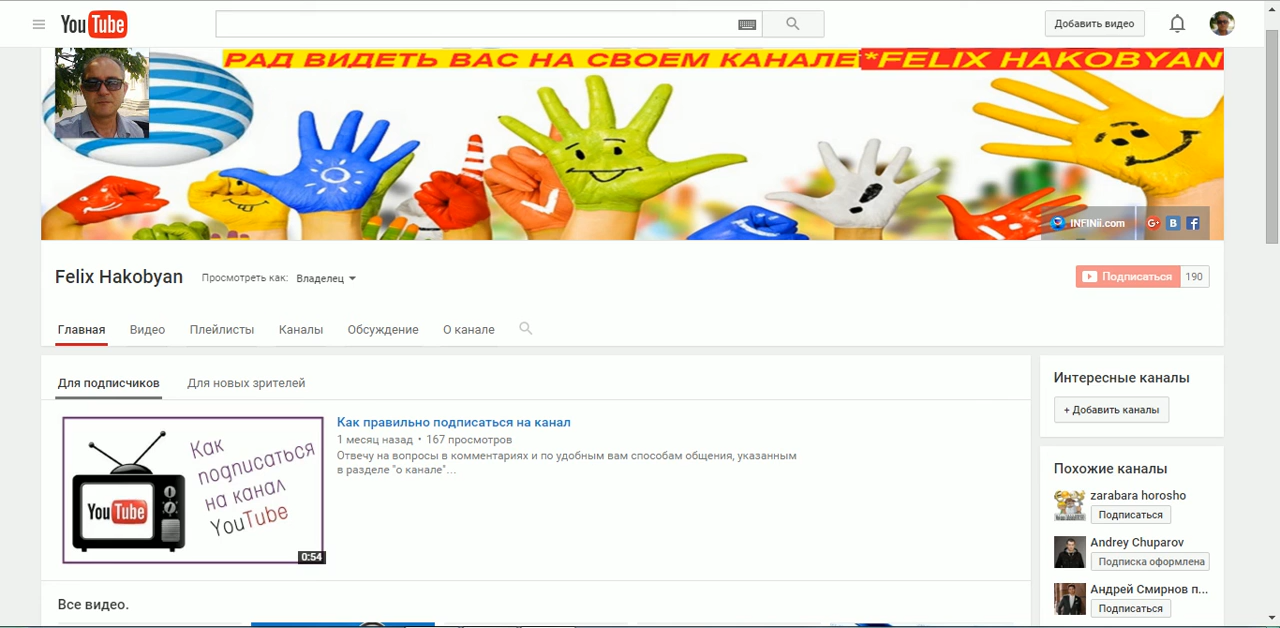 YouTube
Добавить видео
РАД ВИДЕТЬ ВАС НА СВОЕМ КАНАЛЕ *FELIX HAKOBYAN
INFINii.com
G+ B f
Felix Hakobyan
Просмотреть как: Владелец
Подписаться 190
Главная Видео Плейлисты Каналы Обсуждение О канале
Для подписчиков Для новых зрителей
Как
подписаться
на канал
YouTube
YouTube
0:54
Как правильно подписаться на канал
1 месяц назад • 167 просмотров
Отвечу на вопросы в комментариях и по удобным вам способам общения, указанным
в разделе "о канале"...
Все видео.
Интересные каналы
+ Добавить каналы
Похожие каналы
zarabara horosho
Подписаться
Andrey Chuparov
Подписка оформлена
Андрей Смирнов п...
Подписаться